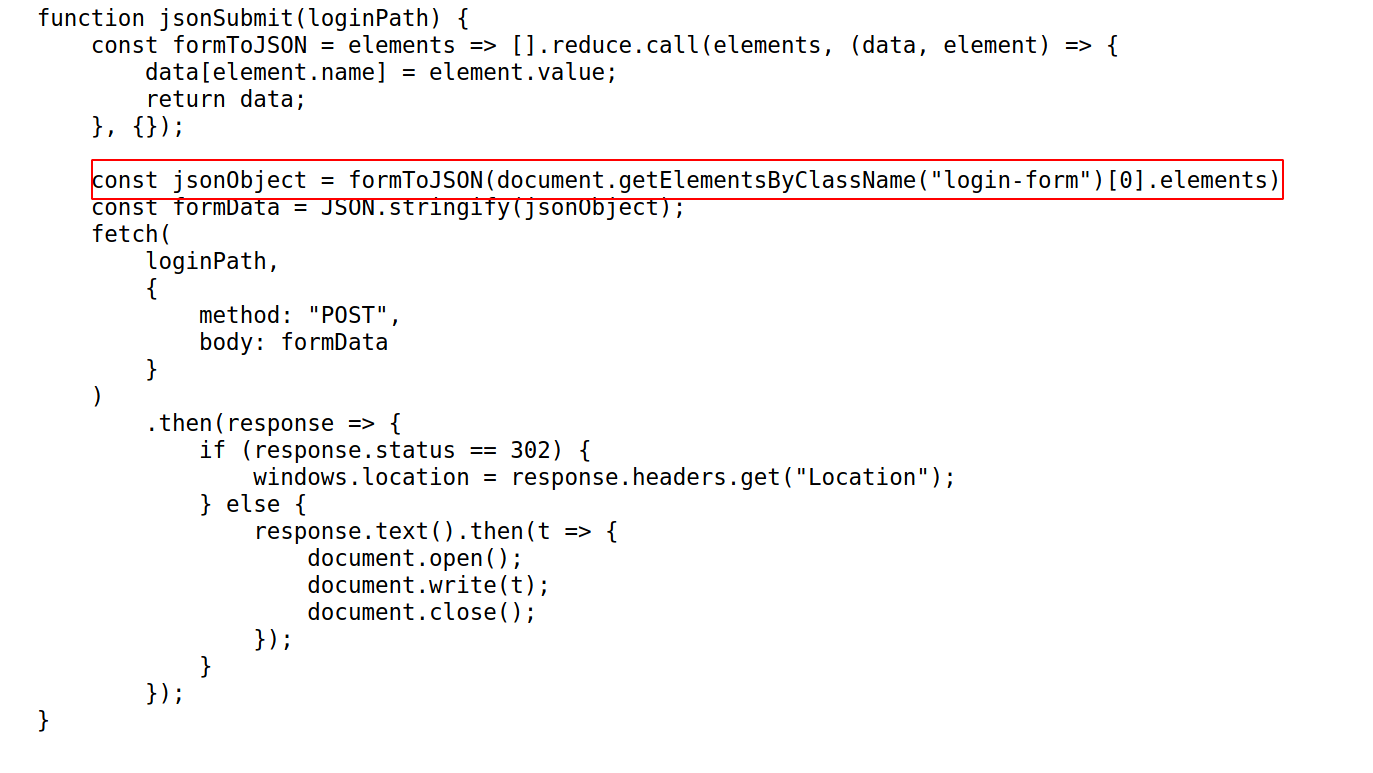 function jsonSubmit(loginPath) {
    const formToJSON = elements => [].reduce.call(elements, (data, element) => {
        data[element.name] = element.value;
        return data;
    }, {});

    const jsonObject = formToJSON(document.getElementsByClassName("login-form")[0].elements)
    const formData = JSON.stringify(jsonObject);
    fetch(
        loginPath,
        {
            method: "POST",
            body: formData
        }
    )
        .then(response => {
            if (response.status == 302) {
                windows.location = response.headers.get("Location");
            } else {
                response.text().then(t => {
                    document.open();
                    document.write(t);
                    document.close();
                });
            }
        });
}